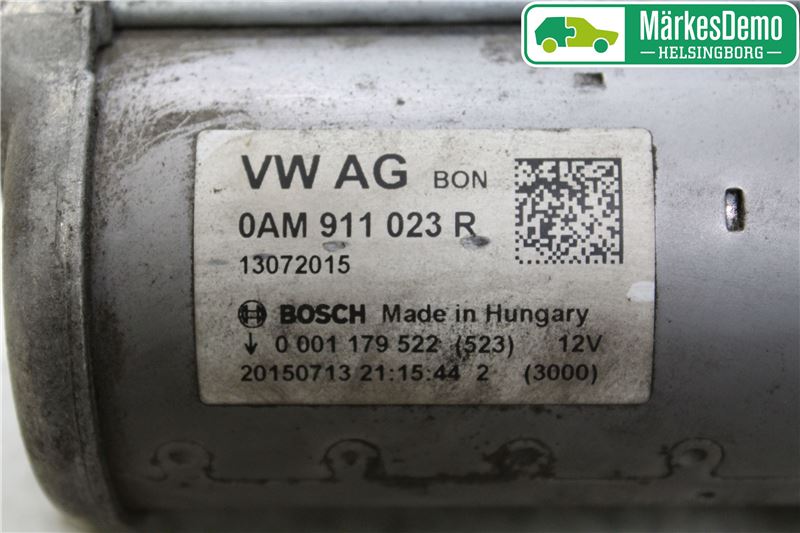 MärkesDemo
HELSINGBORG
VW AG BON
0AM 911 023 R
13072015
BOSCH Made in Hungary
↓ 0 001 179 522 (523) 12V
20150713 21:15:44 2 (3000)